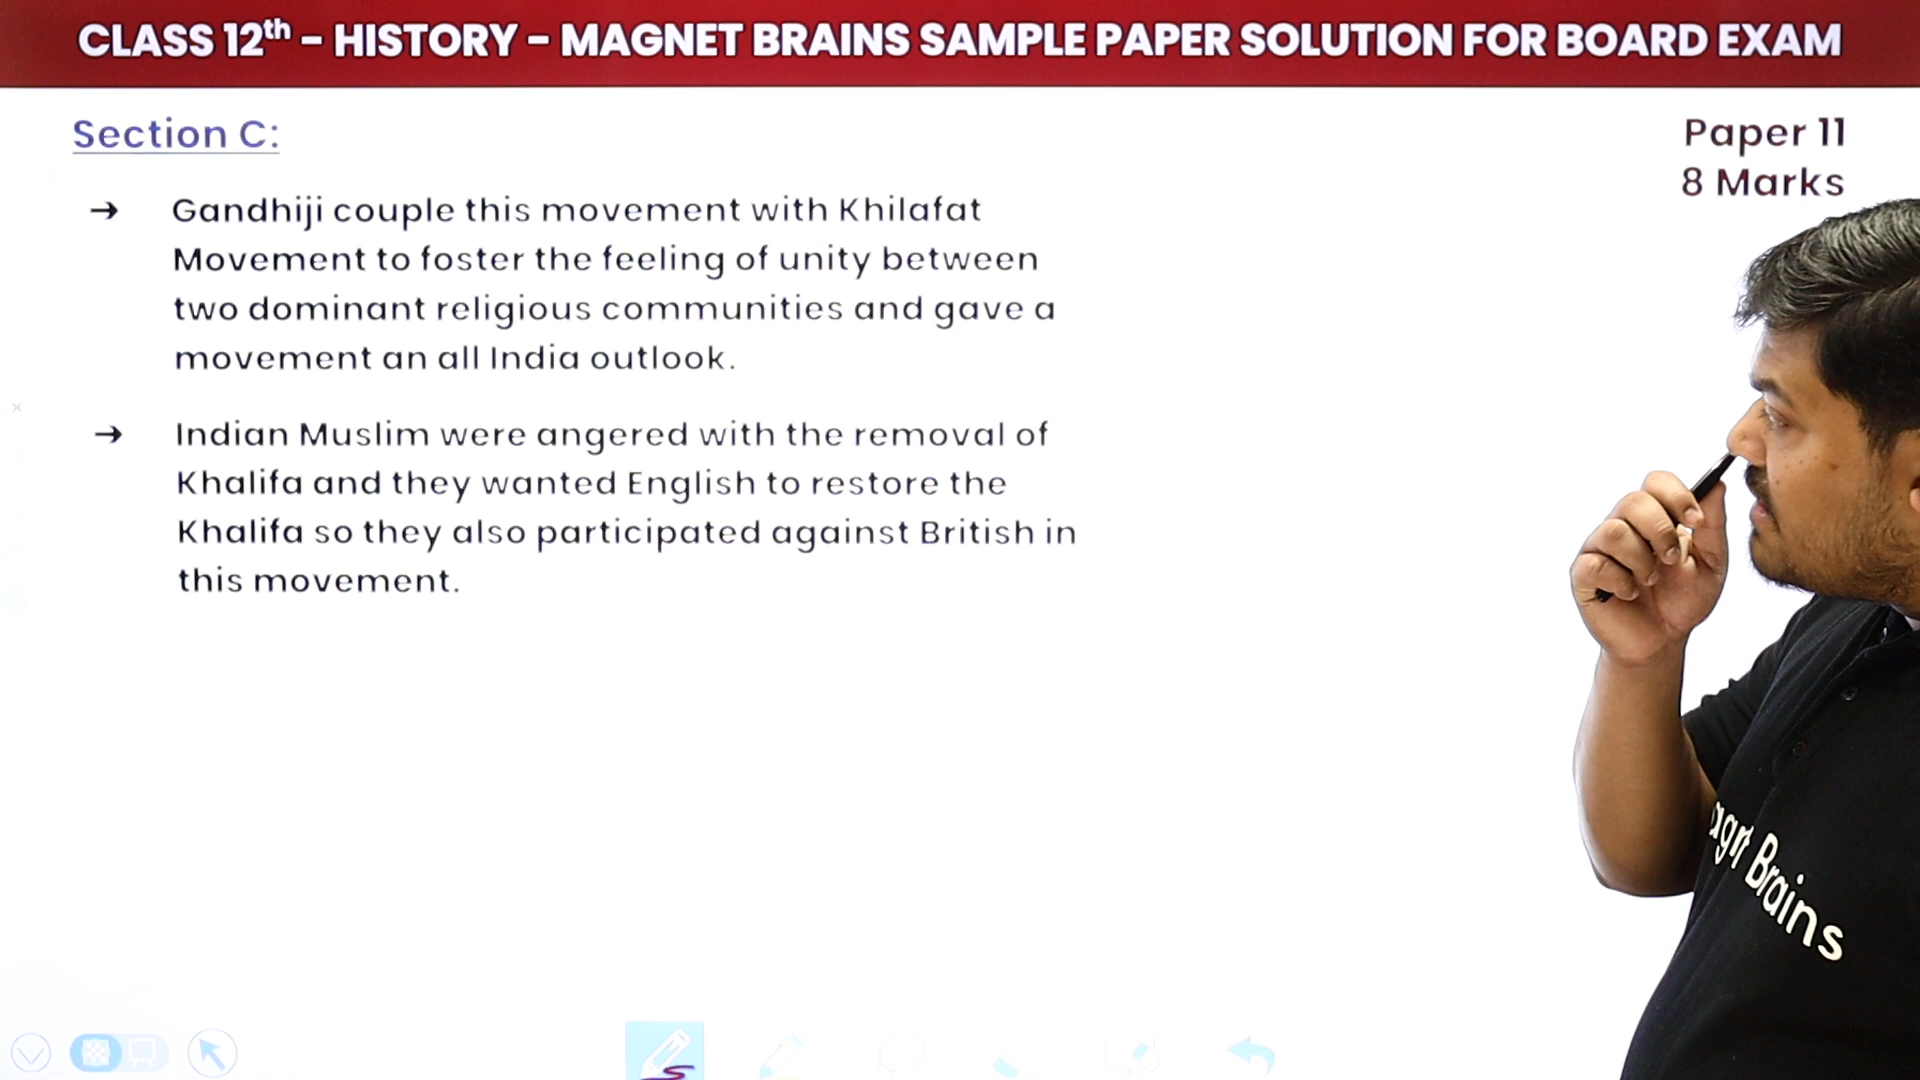 CLASS 12th - HISTORY - MAGNET BRAINS SAMPLE PAPER SOLUTION FOR BOARD EXAM
Section C:
Paper 11
8 Marks
→ Gandhiji couple this movement with Khilafat
Movement to foster the feeling of unity between
two dominant religious communities and gave a
movement an all India outlook.
→ Indian Muslim were angered with the removal of
Khalifa and they wanted English to restore the
Khalifa so they also participated against British in
this movement.
agnt Brains